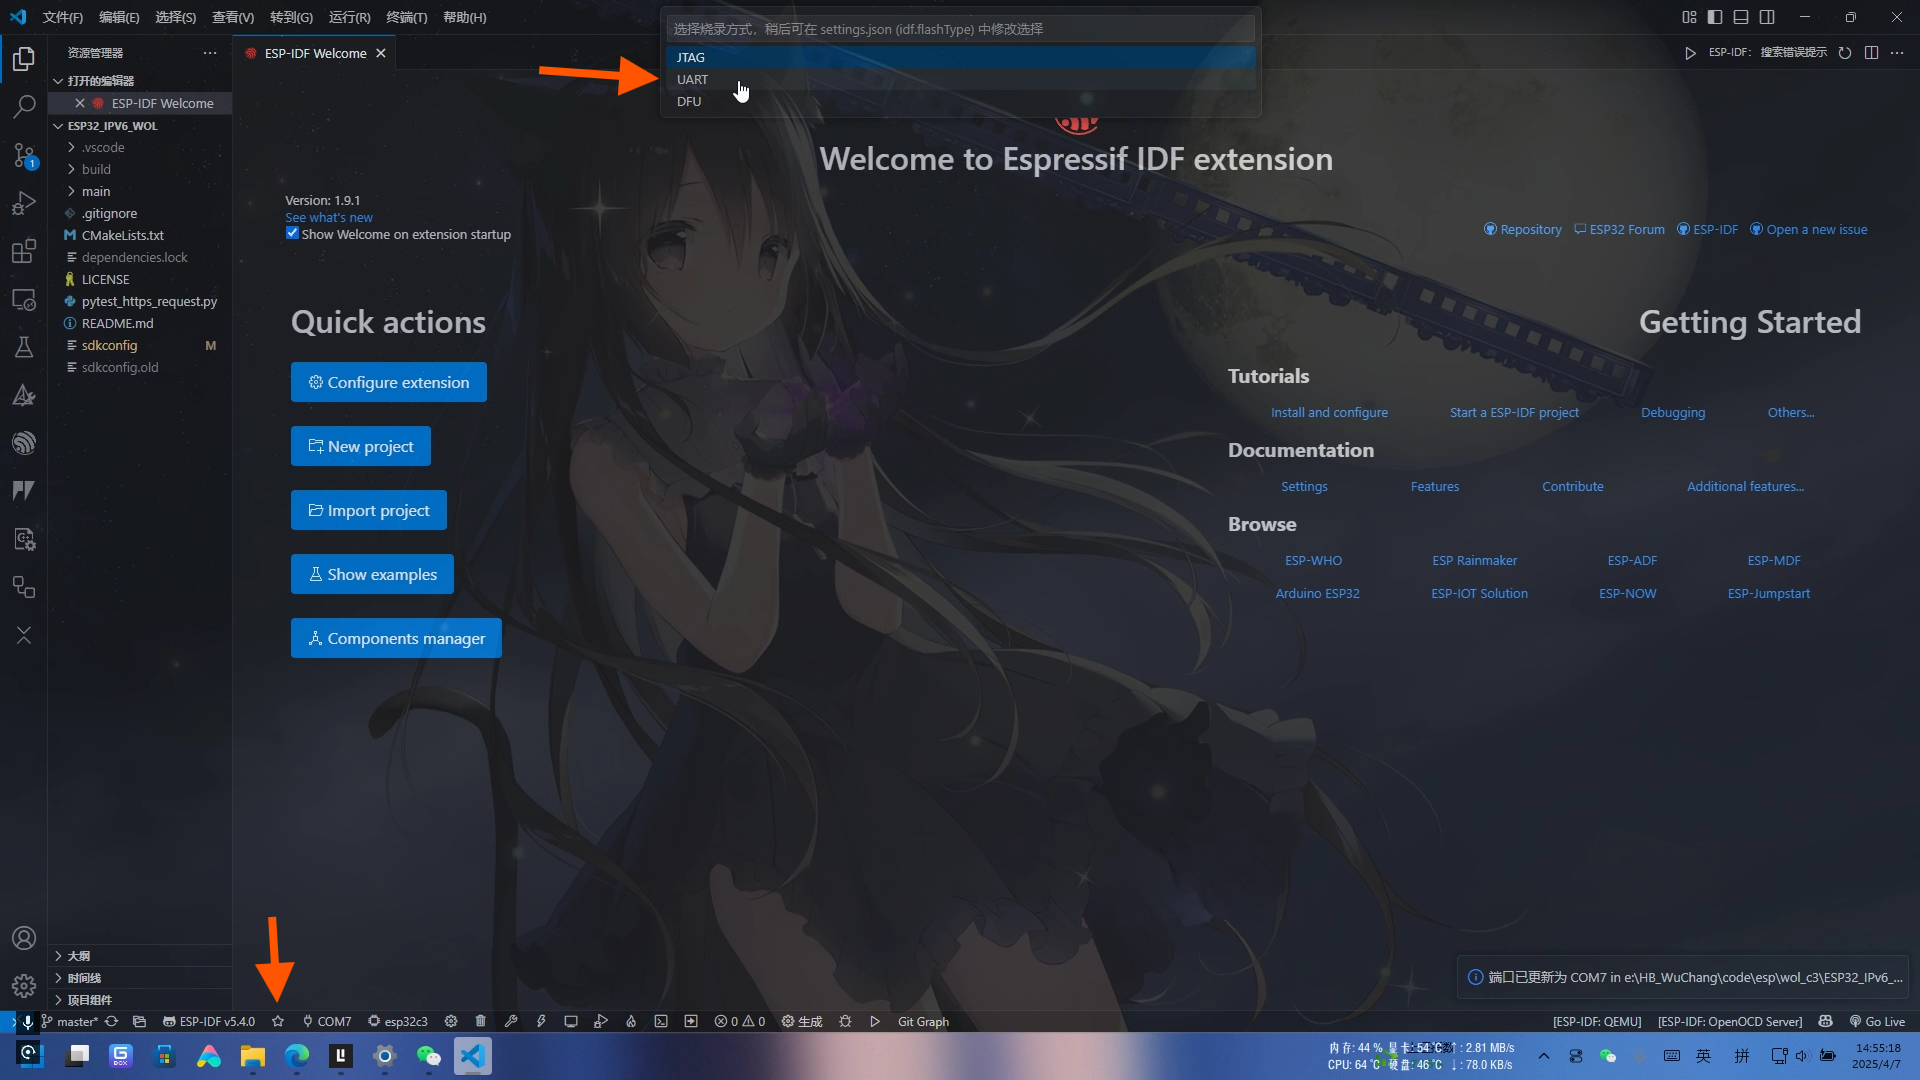 文件(F) 编辑(E) 选择(S) 查看(V) 转到(G) 运行(R) 终端(T) 帮助(H)
选择烧录方式，稍后可在 settings.json (idf.flashType) 中修改选择
JTAG
UART
DFU
资源管理器
ESP-IDF Welcome
ESP-IDF: 搜索错误提示
打开的编辑器
ESP-IDF Welcome
ESP32_IPV6_WOL
.vscode
build
main
.gitignore
CMakeLists.txt
dependencies.lock
LICENSE
pytest_https_request.py
README.md
sdkconfig M
sdkconfig.old
大纲
时间线
项目组件
Welcome to Espressif IDF extension
Version: 1.9.1
See what's new
Show Welcome on extension startup
Repository ESP32 Forum ESP-IDF Open a new issue
Quick actions
Configure extension
New project
Import project
Show examples
Components manager
Getting Started
Tutorials
Install and configure Start a ESP-IDF project Debugging Others...
Documentation
Settings Features Contribute Additional features...
Browse
ESP-WHO ESP Rainmaker ESP-ADF ESP-MDF
Arduino ESP32 ESP-IOT Solution ESP-NOW ESP-Jumpstart
端口已更新为 COM7 in e:\HB_WuChang\code\esp\wol_c3\ESP32_IPv6_...
1
master* ESP-IDF v5.4.0 COM7 esp32c3 0 0 生成 Git Graph [ESP-IDF: QEMU] [ESP-IDF: OpenOCD Server] Go Live
内存: 44 % 显卡: 54 °C ↑: 2.81 MB/s
CPU: 64 °C 硬盘: 46 °C ↓: 78.0 KB/s
英 拼
14:55:18
2025/4/7